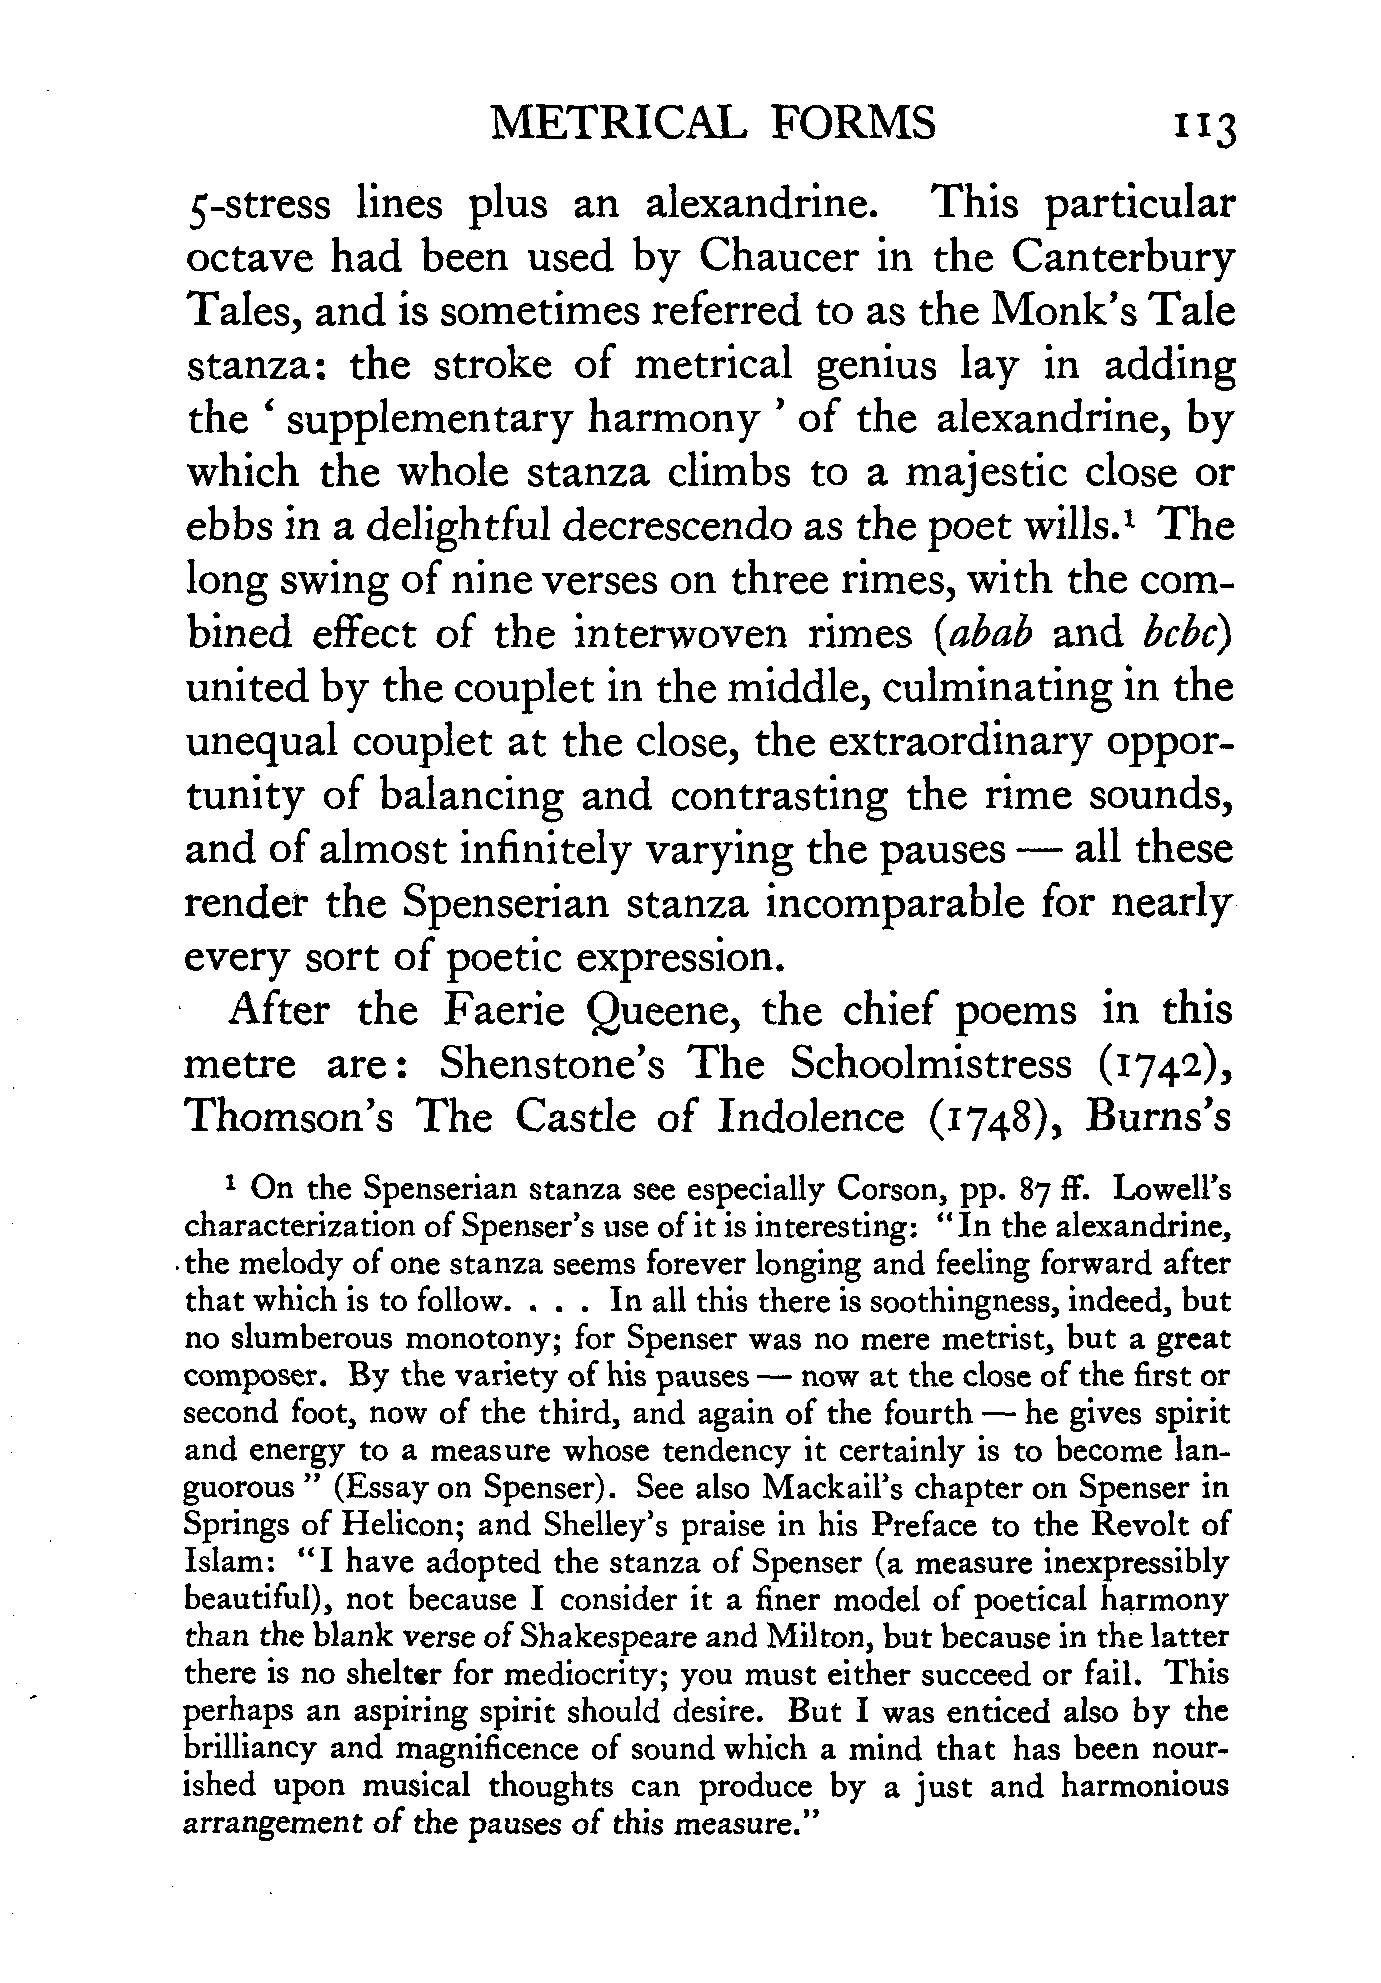 METRICAL FORMS 113
5-stress lines plus an alexandrine. This particular
octave had been used by Chaucer in the Canterbury
Tales, and is sometimes referred to as the Monk's Tale
stanza: the stroke of metrical genius lay in adding
the ‘ supplementary harmony ’ of the alexandrine, by
which the whole stanza climbs to a majestic close or
ebbs in a delightful decrescendo as the poet wills.¹ The
long swing of nine verses on three rimes, with the com-
bined effect of the interwoven rimes (abab and bcbc)
united by the couplet in the middle, culminating in the
unequal couplet at the close, the extraordinary oppor-
tunity of balancing and contrasting the rime sounds,
and of almost infinitely varying the pauses — all these
render the Spenserian stanza incomparable for nearly
every sort of poetic expression.
After the Faerie Queene, the chief poems in this
metre are: Shenstone's The Schoolmistress (1742),
Thomson's The Castle of Indolence (1748), Burns's
¹ On the Spenserian stanza see especially Corson, pp. 87 ff. Lowell's
characterization of Spenser's use of it is interesting: "In the alexandrine,
the melody of one stanza seems forever longing and feeling forward after
that which is to follow. . . . In all this there is soothingness, indeed, but
no slumberous monotony; for Spenser was no mere metrist, but a great
composer. By the variety of his pauses — now at the close of the first or
second foot, now of the third, and again of the fourth — he gives spirit
and energy to a measure whose tendency it certainly is to become lan-
guorous" (Essay on Spenser). See also Mackail's chapter on Spenser in
Springs of Helicon; and Shelley's praise in his Preface to the Revolt of
Islam: "I have adopted the stanza of Spenser (a measure inexpressibly
beautiful), not because I consider it a finer model of poetical harmony
than the blank verse of Shakespeare and Milton, but because in the latter
there is no shelter for mediocrity; you must either succeed or fail. This
perhaps an aspiring spirit should desire. But I was enticed also by the
brilliancy and magnificence of sound which a mind that has been nour-
ished upon musical thoughts can produce by a just and harmonious
arrangement of the pauses of this measure."